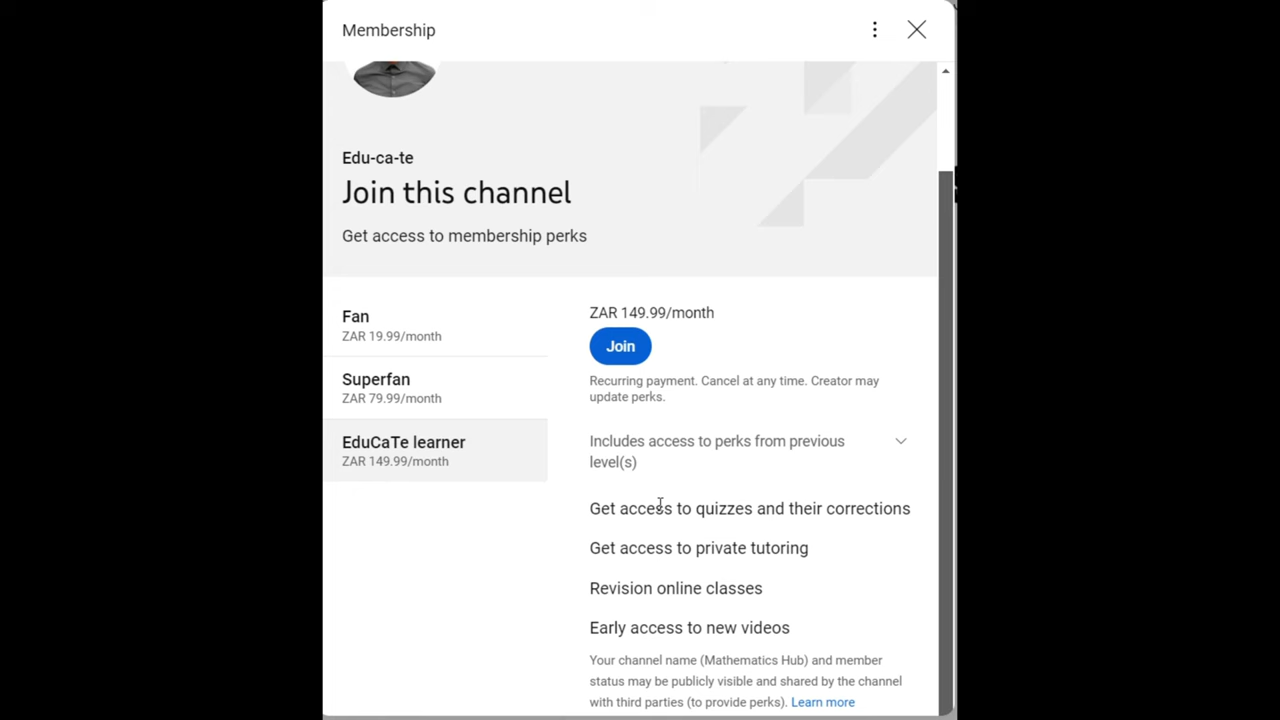 Membership
Edu-ca-te
Join this channel
Get access to membership perks
Fan
ZAR 19.99/month
Superfan
ZAR 79.99/month
EduCaTe learner
ZAR 149.99/month
ZAR 149.99/month
Join
Recurring payment. Cancel at any time. Creator may
update perks.
Includes access to perks from previous
level(s)
Get access to quizzes and their corrections
Get access to private tutoring
Revision online classes
Early access to new videos
Your channel name (Mathematics Hub) and member
status may be publicly visible and shared by the channel
with third parties (to provide perks). Learn more